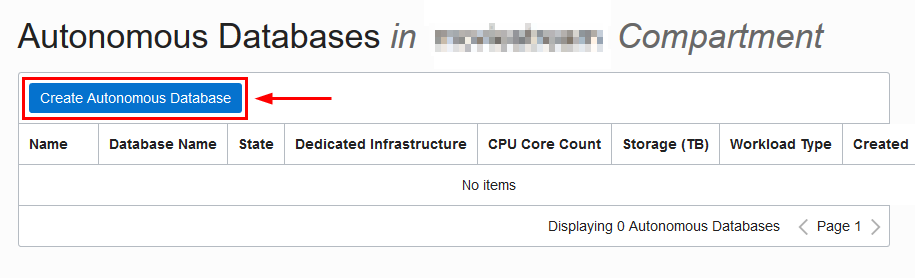 Autonomous Databases in Compartment
Create Autonomous Database
Name Database Name State Dedicated Infrastructure CPU Core Count Storage (TB) Workload Type Created
No items
Displaying 0 Autonomous Databases Page 1